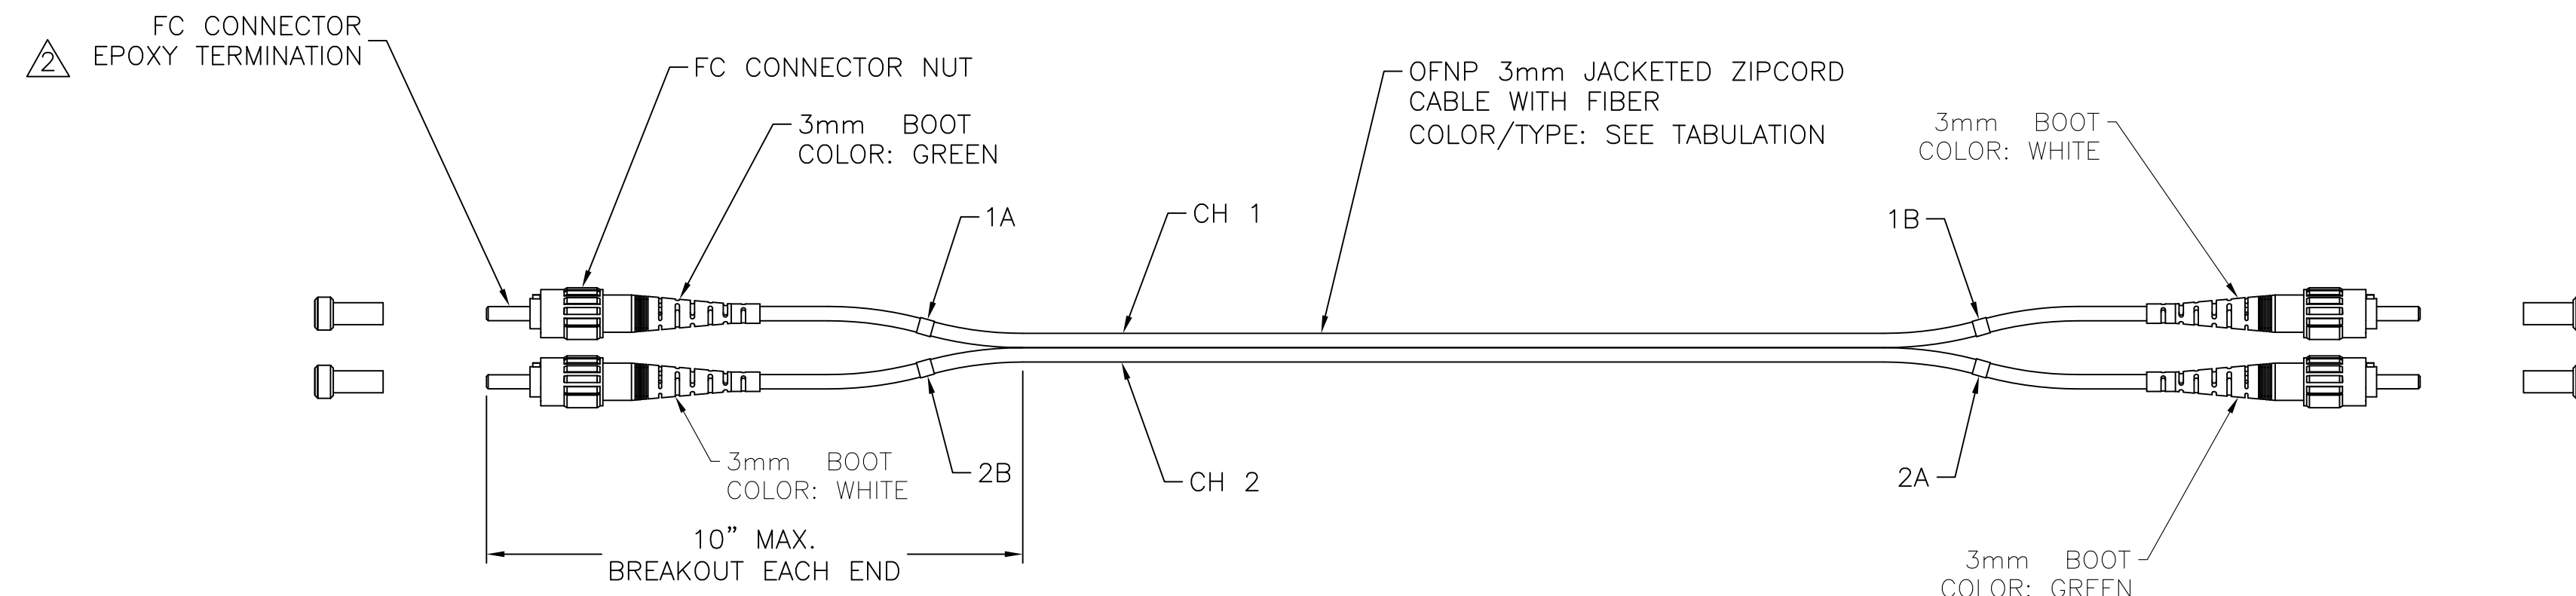 FC CONNECTOR
EPOXY TERMINATION
2
FC CONNECTOR NUT
3mm BOOT
COLOR: GREEN
OFNP 3mm JACKETED ZIPCORD
CABLE WITH FIBER
COLOR/TYPE: SEE TABULATION
3mm BOOT
COLOR: WHITE
1A
CH 1
1B
3mm BOOT
COLOR: WHITE
2B
CH 2
2A
10” MAX.
BREAKOUT EACH END
3mm BOOT
COLOR: GREEN